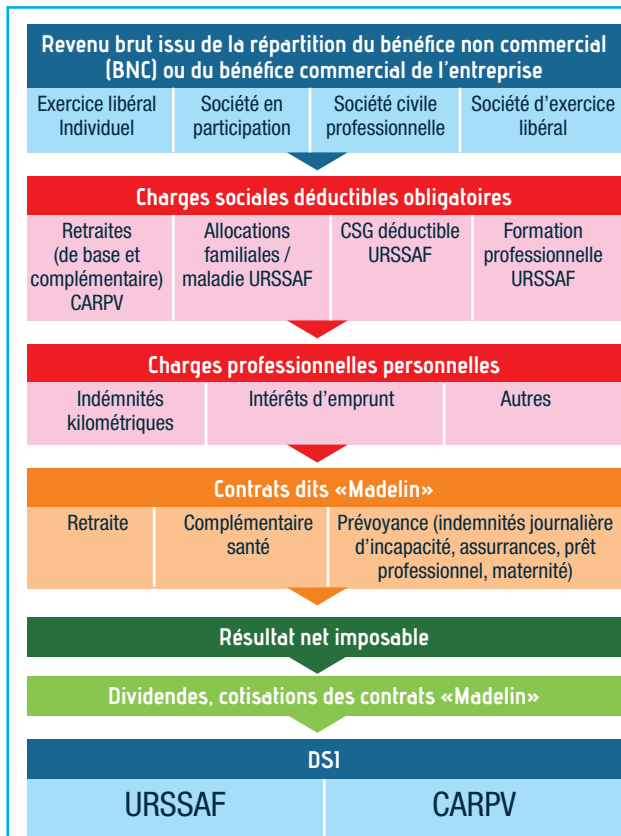 Revenu brut issu de la répartition du bénéfice non commercial
(BNC) ou du bénéfice commercial de l'entreprise
Exercice libéral
Individuel
Société en
participation
Société civile
professionnelle
Société d'exercice
libéral
Charges sociales déductibles obligatoires
Retraites
(de base et
complémentaire)
CARPV
Allocations
familiales /
maladie URSSAF
CSG déductible
URSSAF
Formation
professionnelle
URSSAF
Charges professionnelles personnelles
Indémnités
kilométriques
Intérêts d'emprunt
Autres
Contrats dits «Madelin»
Retraite
Complémentaire
santé
Prévoyance (indemnités journalière
d'incapacité, assurrances, prêt
professionnel, maternité)
Résultat net imposable
Dividendes, cotisations des contrats «Madelin»
DSI
URSSAF
CARPV